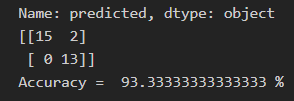 Name: predicted, dtype: object
[[15  2]
 [ 0 13]]
Accuracy =  93.33333333333333 %